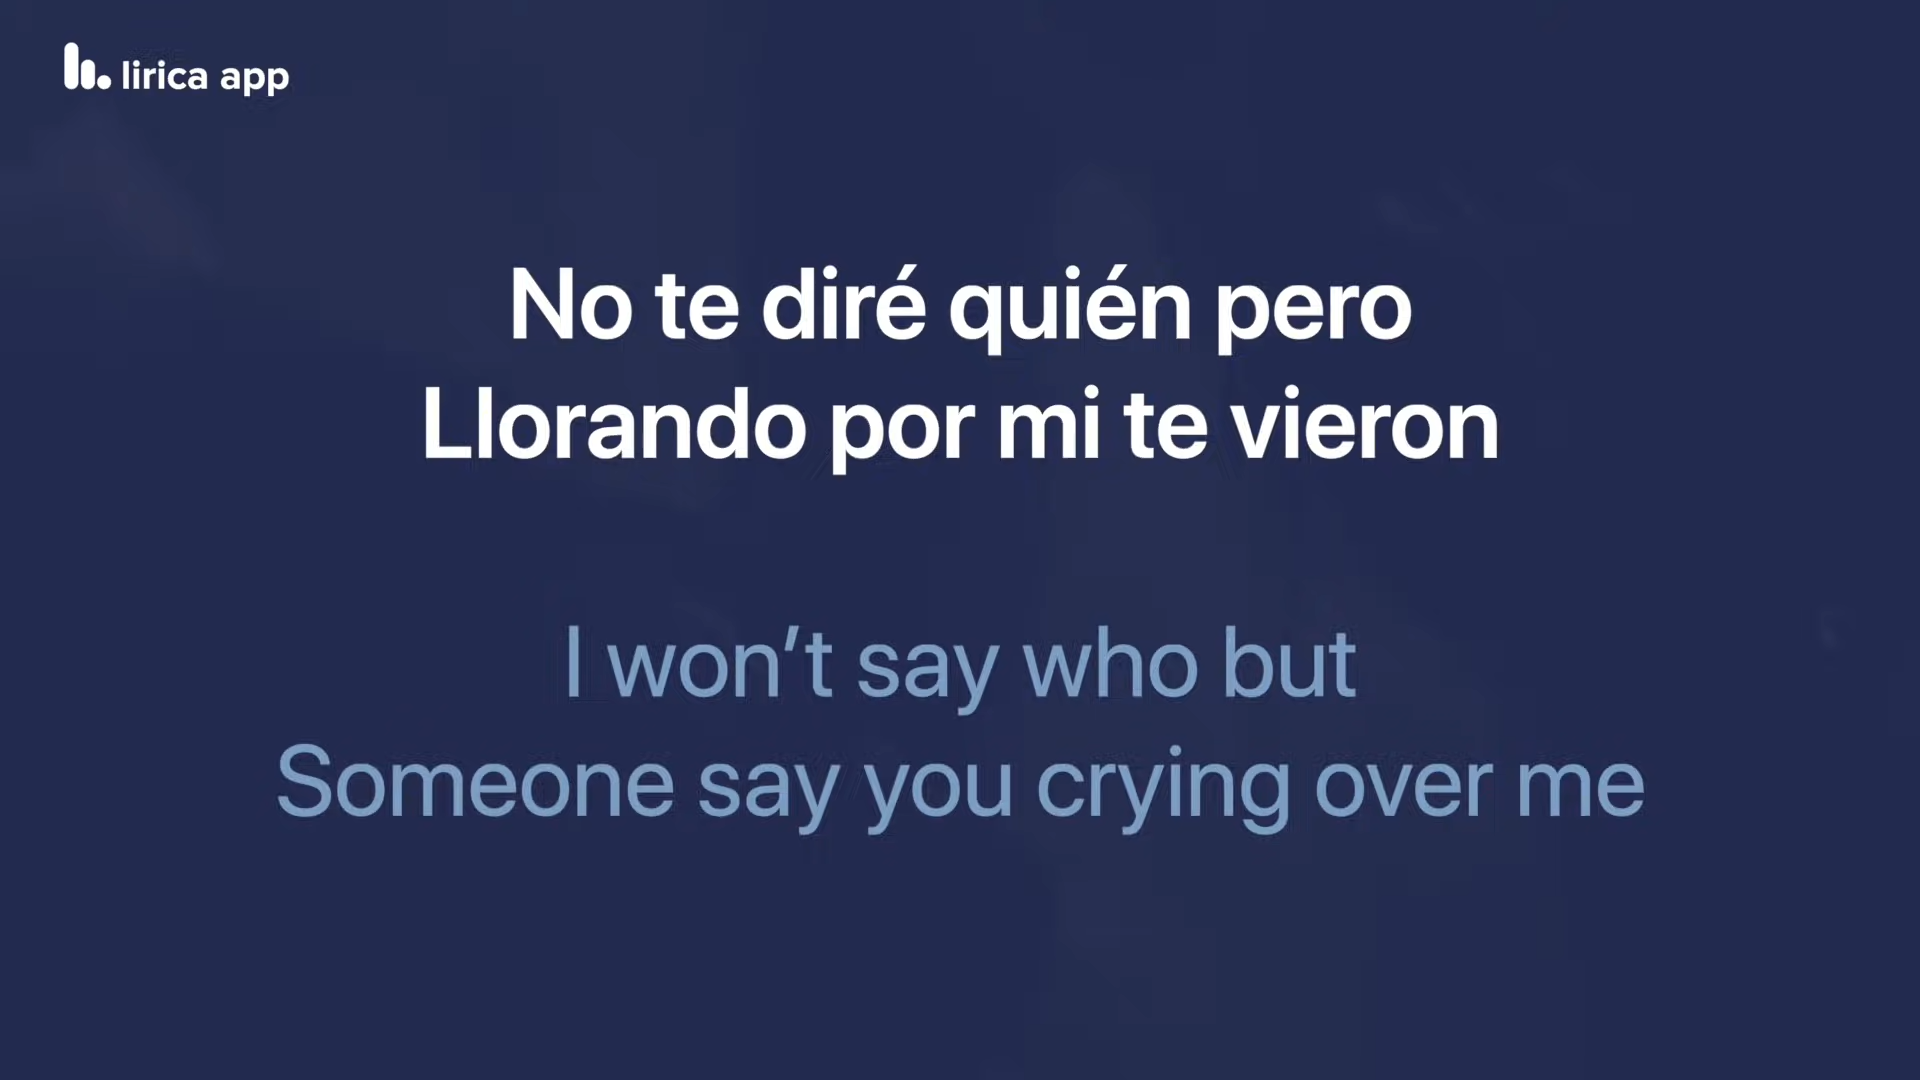 lirica app
No te diré quién pero
Llorando por mi te vieron
I won't say who but
Someone say you crying over me